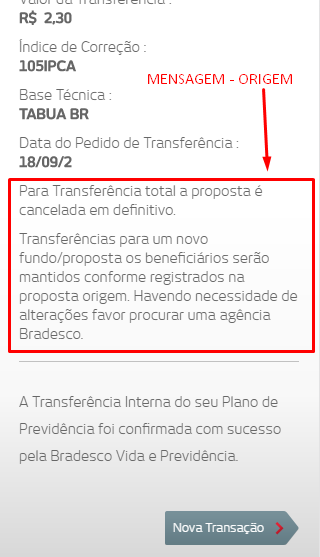 Valor da Transferência :
R$ 2,30
Índice de Correção :
105IPCA
MENSAGEM - ORIGEM
Base Técnica :
TABUA BR
Data do Pedido de Transferência :
18/09/2
Para Transferência total a proposta é
cancelada em definitivo.
Transferências para um novo
fundo/proposta os beneficiários serão
mantidos conforme registrados na
proposta origem. Havendo necessidade de
alterações favor procurar uma agência
Bradesco.
A Transferência Interna do seu Plano de
Previdência foi confirmada com sucesso
pela Bradesco Vida e Previdência.
Nova Transação